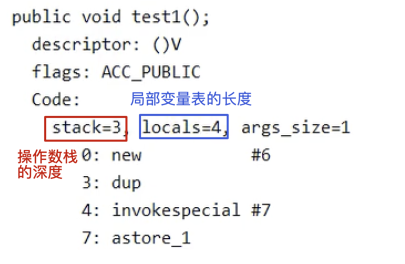 public void test1();
descriptor: ()V
flags: ACC_PUBLIC
Code:
局部变量表的长度
stack=3, locals=4, args_size=1
操作数栈
的深度
0: new #6
3: dup
4: invokespecial #7
7: astore_1